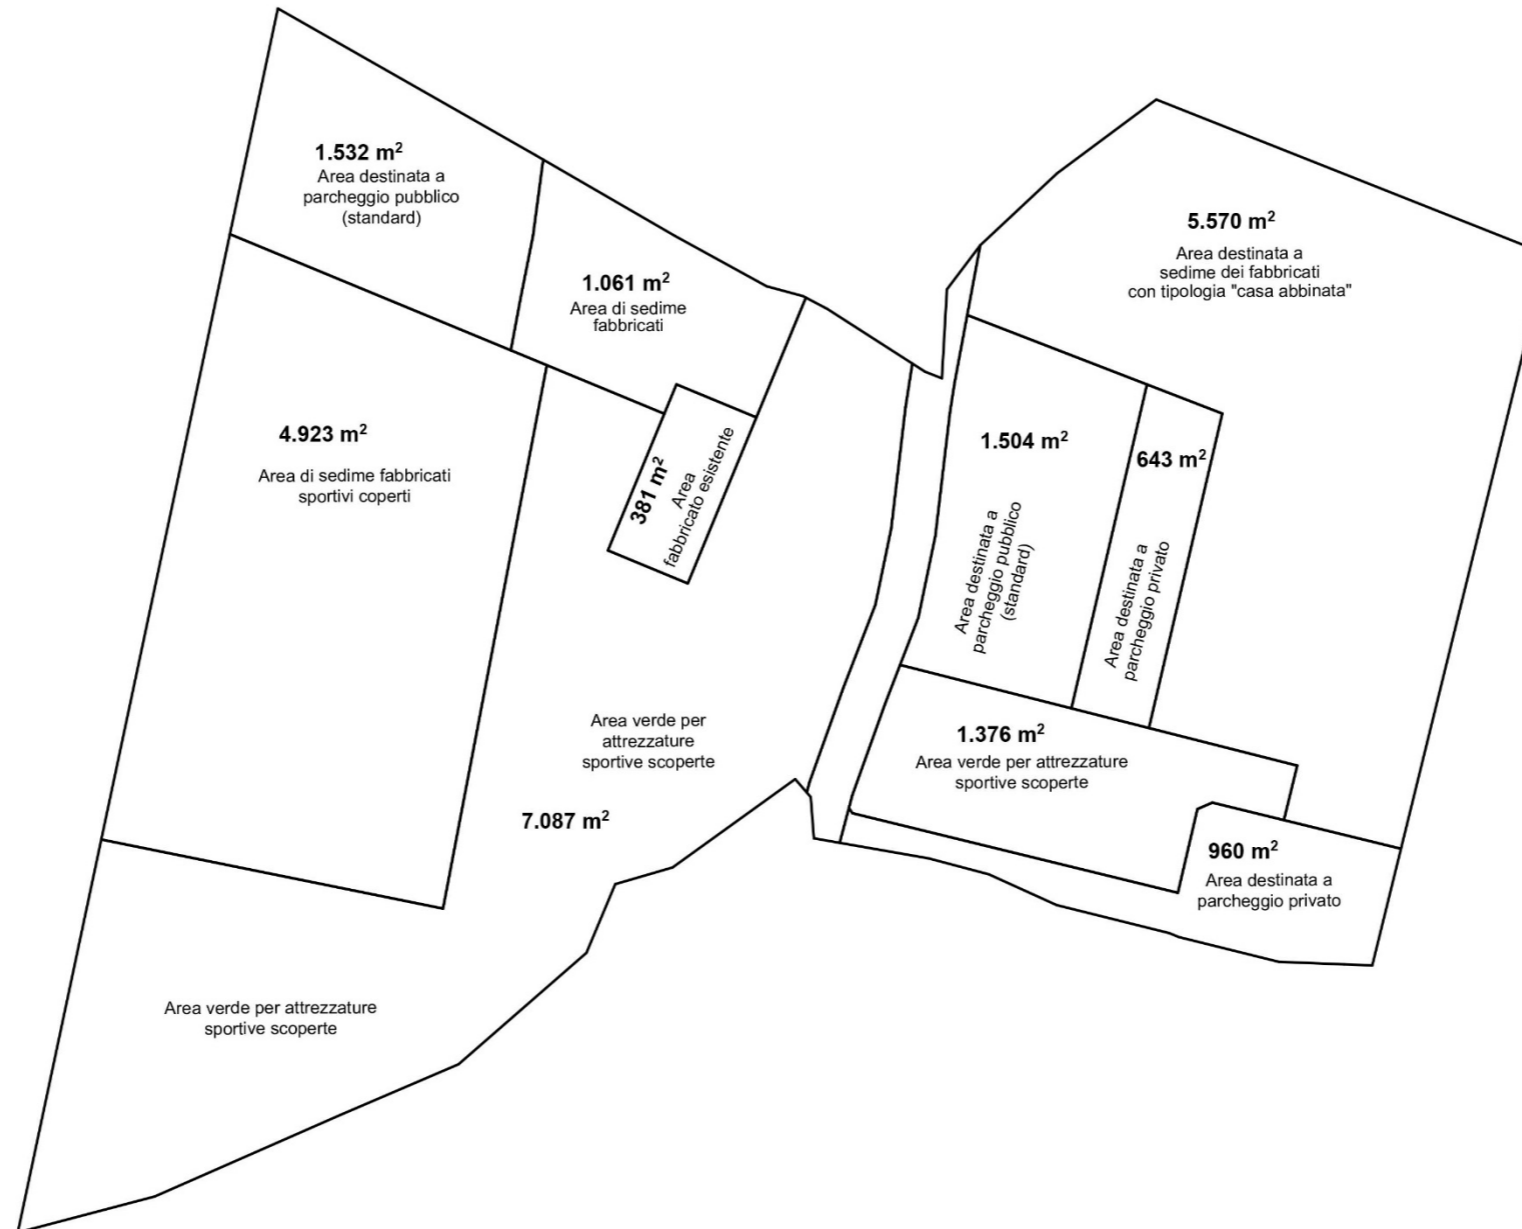 1.532 m²
Area destinata a
parcheggio pubblico
(standard)
1.061 m²
Area di sedime
fabbricati
5.570 m²
Area destinata a
sedime dei fabbricati
con tipologia "casa abbinata"
4.923 m²
Area di sedime fabbricati
sportivi coperti
381 m²
Area
fabbricato esistente
1.504 m²
Area destinata a
parcheggio pubblico
(standard)
643 m²
Area destinata a
parcheggio privato
Area verde per
attrezzature
sportive scoperte
7.087 m²
1.376 m²
Area verde per attrezzature
sportive scoperte
960 m²
Area destinata a
parcheggio privato
Area verde per attrezzature
sportive scoperte